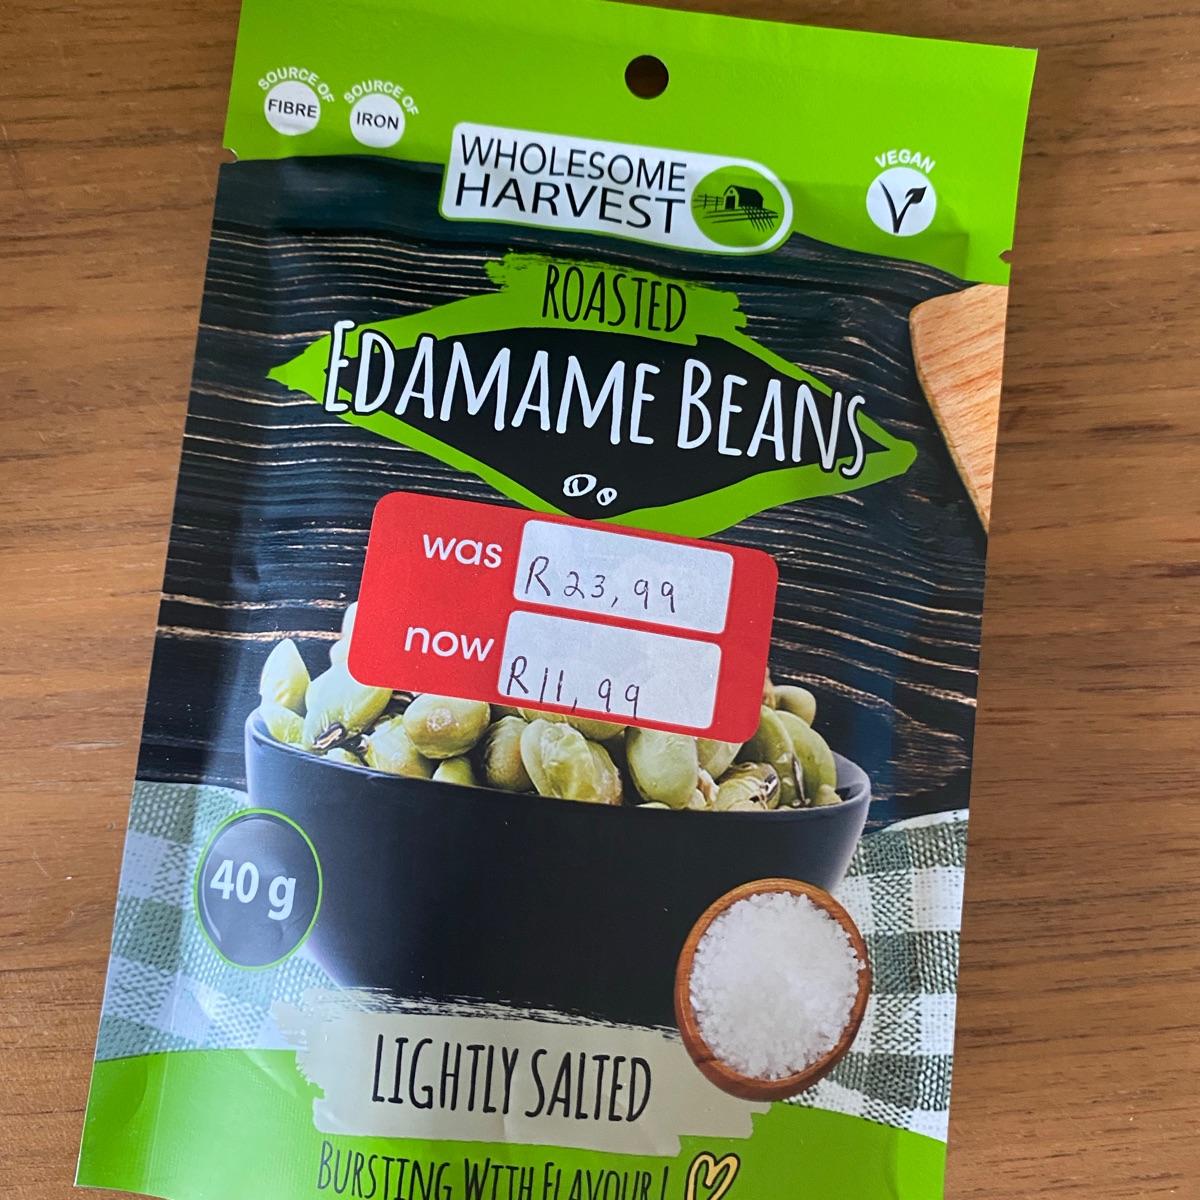 SOURCE OF
FIBRE
SOURCE OF
IRON
WHOLESOME
HARVEST
VEGAN
V
ROASTED
EDAMAME BEANS
was R23,99
now R11,99
40 g
LIGHTLY SALTED
BURSTING WITH FLAVOUR!